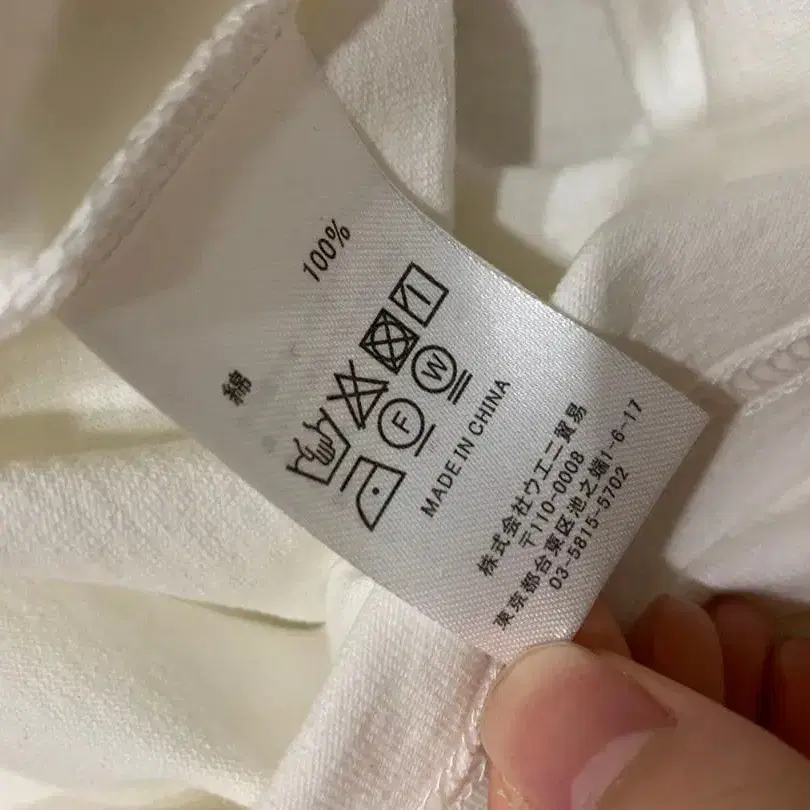 綿 100%
F W
MADE IN CHINA
株式会社ウエニ貿易
〒110-0008
東京都台東区池之端1-6-17
03-5815-5702